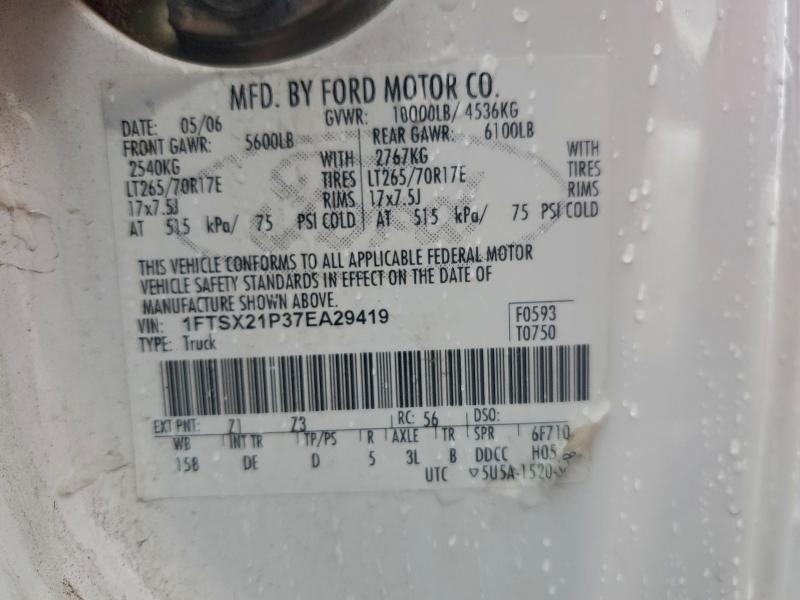 MFD. BY FORD MOTOR CO.
DATE: 05/06 GVWR: 10000LB/ 4536KG
FRONT GAWR: 5600LB REAR GAWR: 6100LB
2540KG WITH 2767KG WITH
LT265/70R17E TIRES LT265/70R17E TIRES
17x7.5J RIMS 17x7.5J RIMS
AT 515 kPa/ 75 PSI COLD AT 515 kPa/ 75 PSI COLD
THIS VEHICLE CONFORMS TO ALL APPLICABLE FEDERAL MOTOR
VEHICLE SAFETY STANDARDS IN EFFECT ON THE DATE OF
MANUFACTURE SHOWN ABOVE.
VIN: 1FTSX21P37EA29419 F0593
TYPE: Truck T0750
EXT PNT: Z1 Z3 RC: 56 DSO:
WB INT TR TP/PS R AXLE TR SPR 6F710
158 DE D 5 3L B DDCC H05
UTC ▽5U5A-1520